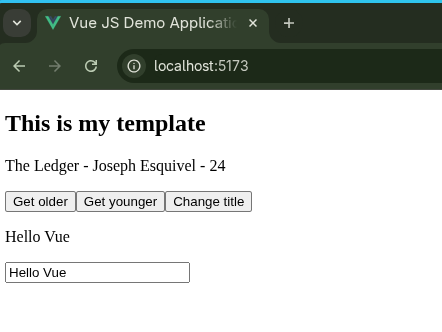 Vue JS Demo Applicatic
localhost:5173
This is my template
The Ledger - Joseph Esquivel - 24
Get older Get younger Change title
Hello Vue
Hello Vue